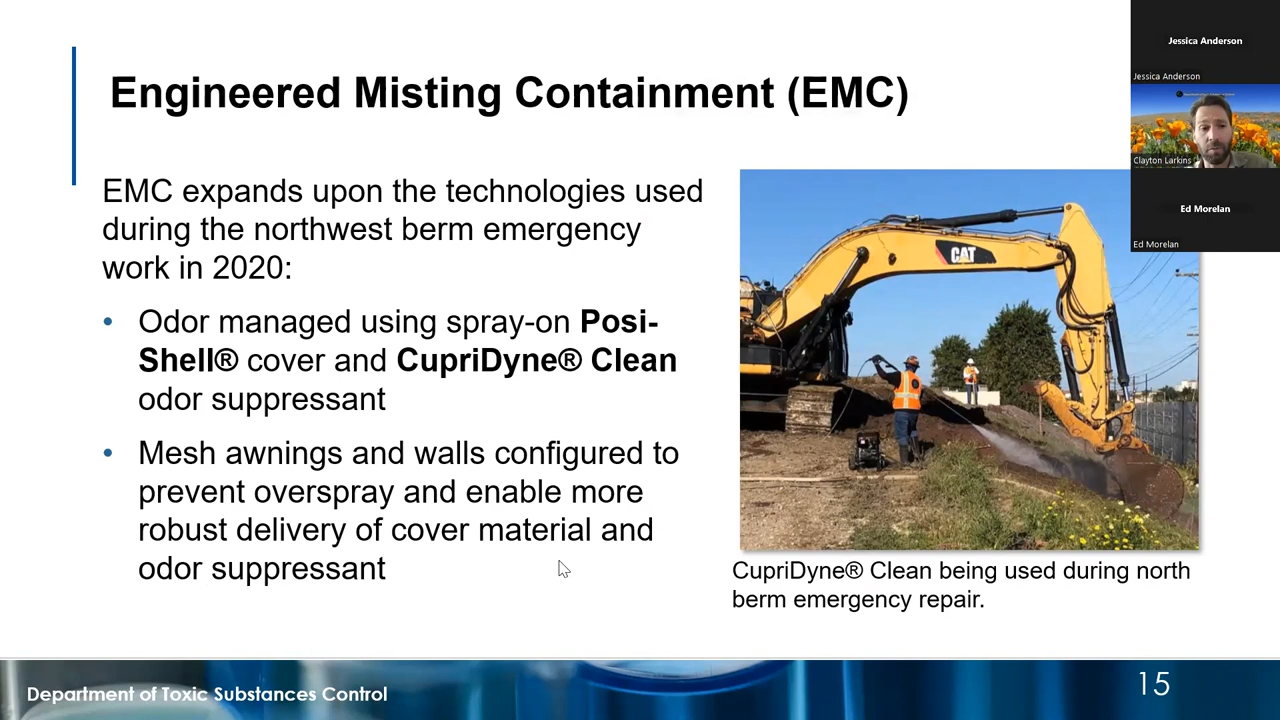 Engineered Misting Containment (EMC)
EMC expands upon the technologies used
during the northwest berm emergency
work in 2020:
• Odor managed using spray-on Posi-
Shell® cover and CupriDyne® Clean
odor suppressant
• Mesh awnings and walls configured to
prevent overspray and enable more
robust delivery of cover material and
odor suppressant
CAT
CupriDyne® Clean being used during north
berm emergency repair.
Jessica Anderson
Jessica Anderson
Clayton Larkins
Ed Morelan
Ed Morelan
Department of Toxic Substances Control
15